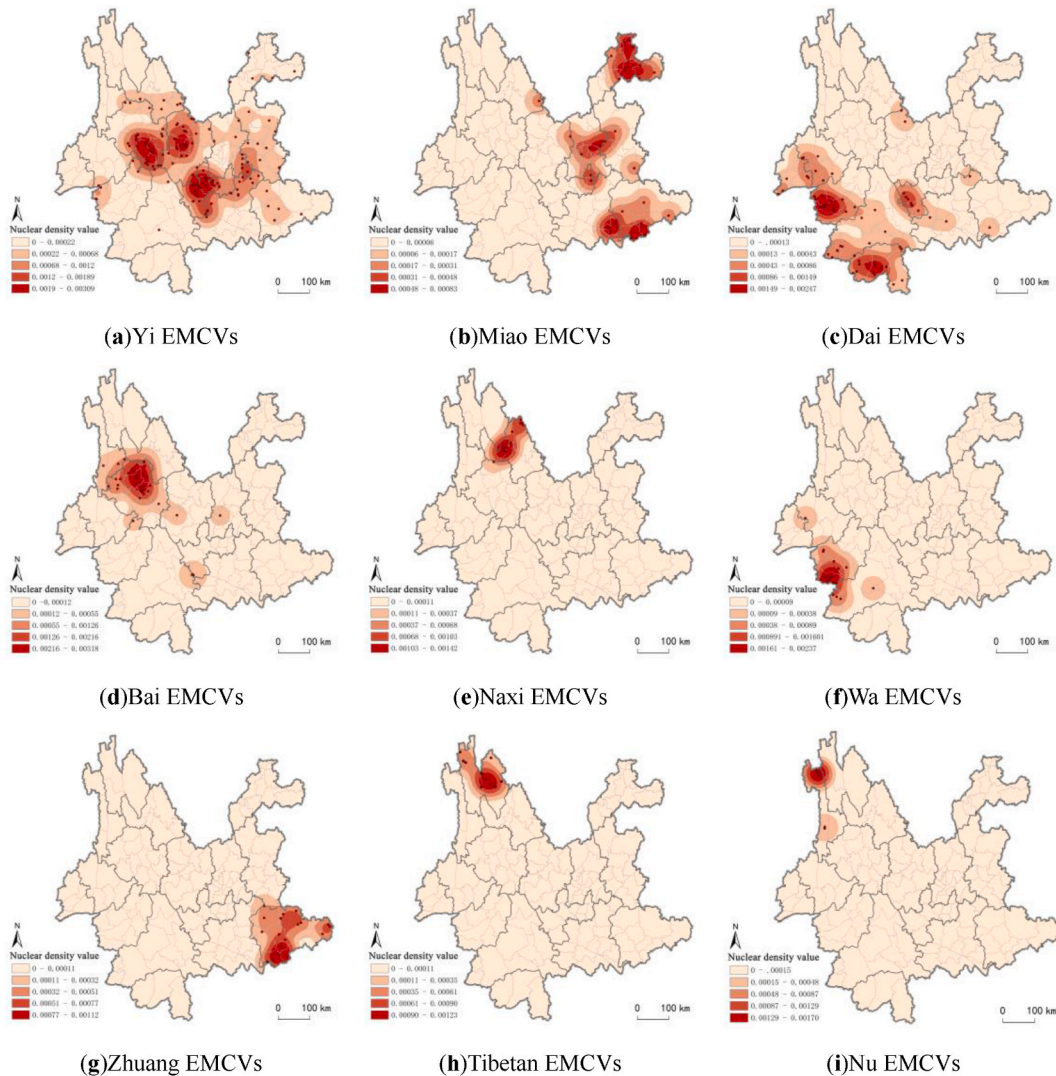 N
Nuclear density value
0 - 0.00022
0.00022 - 0.00068
0.00068 - 0.0012
0.0012 - 0.00189
0.0019 - 0.00309
0 100 km
(a)Yi EMCVs
N
Nuclear density value
0 - 0.00006
0.00006 - 0.00017
0.00017 - 0.00031
0.00031 - 0.00048
0.00048 - 0.00083
0 100 km
(b)Miao EMCVs
N
Nuclear density value
0 - .00013
0.00013 - 0.00043
0.00043 - 0.00086
0.00086 - 0.00149
0.00149 - 0.00247
0 100 km
(c)Dai EMCVs
N
Nuclear density value
0 -0.00012
0.00012 - 0.00055
0.00055 - 0.00126
0.00126 - 0.00216
0.00216 - 0.00318
0 100 km
(d)Bai EMCVs
N
Nuclear density value
0 - 0.00011
0.00011 - 0.00037
0.00037 - 0.00068
0.00068 - 0.00103
0.00103 - 0.00142
0 100 km
(e)Naxi EMCVs
N
Nuclear density value
0 - 0.00009
0.00009 - 0.00038
0.00038 - 0.00089
0.000891 - 0.001601
0.00161 - 0.00237
0 100 km
(f)Wa EMCVs
N
Nuclear density value
0 - 0.00011
0.00011 - 0.00032
0.00032 - 0.00051
0.00051 - 0.00077
0.00077 - 0.00112
0 100 km
(g)Zhuang EMCVs
N
Nuclear density value
0 - 0.00011
0.00011 - 0.00035
0.00035 - 0.00061
0.00061 - 0.00090
0.00090 - 0.00123
0 100 km
(h)Tibetan EMCVs
N
Nuclear density value
0 - .00015
0.00015 - 0.00048
0.00048 - 0.00087
0.00087 - 0.00129
0.00129 - 0.00170
0 100 km
(i)Nu EMCVs